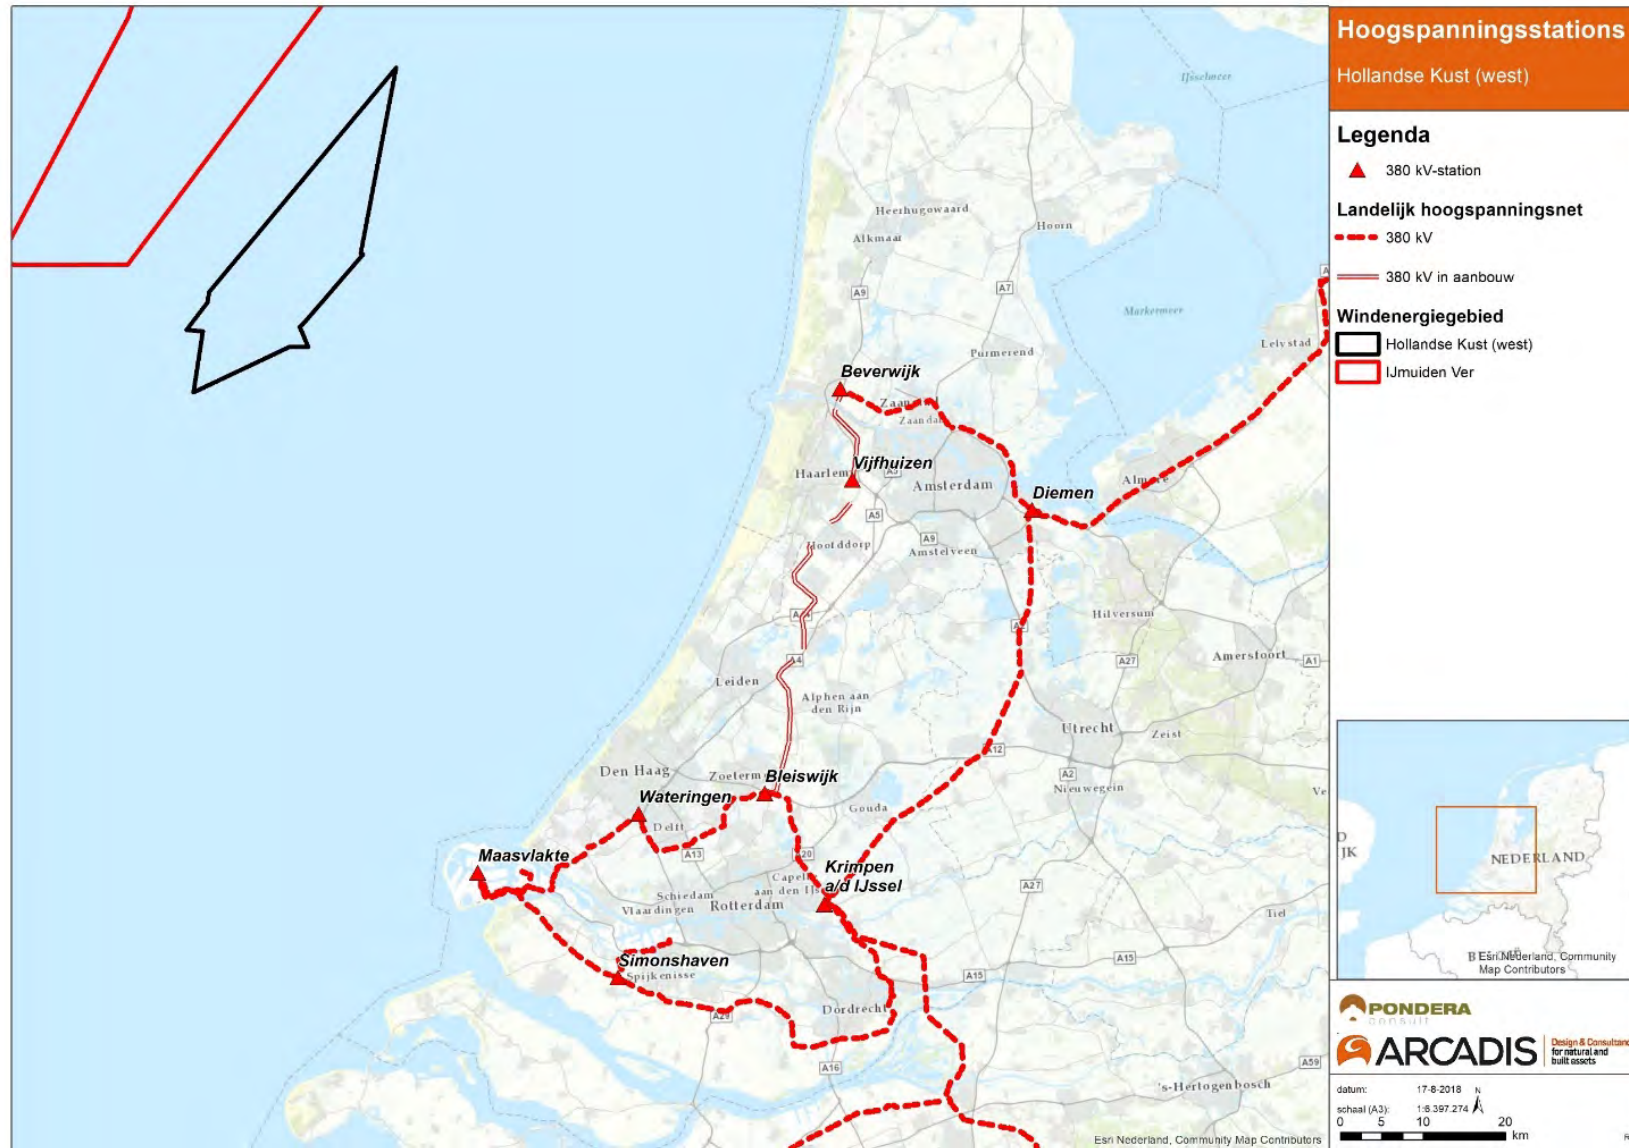 Hoogspanningsstations
Hollandse Kust (west)
Legenda
380 kV-station
Landelijk hoogspanningsnet
380 kV
380 kV in aanbouw
Windenergiegebied
Hollandse Kust (west)
IJmuiden Ver
IJsselmeer
Heerhugowaard
Hoorn
Alkmaar
A9
A7
Markermeer
Purmerend
Lelystad
Beverwijk
Zaandam
Vijfhuizen
Haarlem
A5
Amsterdam
Diemen
Almere
A5
A9
Hoofddorp
Amstelveen
Hilversum
A4
Leiden
A27
Amersfoort
A1
Alphen aan
den Rijn
Utrecht
Zeist
A12
Den Haag
Bleiswijk
A2
Nieuwegein
Wateringen
Gouda
Delft
A13
A20
Maasvlakte
Krimpen
a/d IJssel
Schiedam
Vlaardingen
Rotterdam
A27
Tiel
Simonshaven
Spijkenisse
A15
A15
Dordrecht
A29
A16
A59
's-Hertogenbosch
Esri Nederland, Community Map Contributors
NEDERLAND
Esri Nederland, Community
Map Contributors
PONDERA
consult
ARCADIS
Design & Consultancy
for natural and
built assets
datum: 17-8-2018
N
schaal (A3): 1:6.397.274
0 5 10 20
km